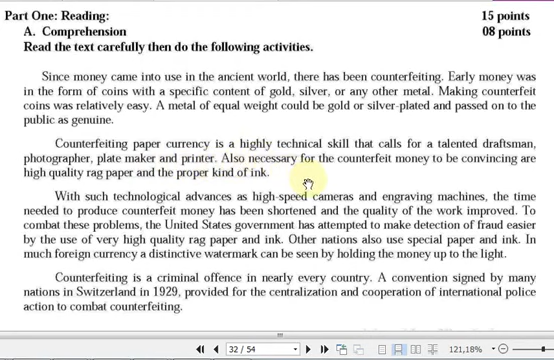 Part One: Reading: 15 points
A. Comprehension 08 points
Read the text carefully then do the following activities.
Since money came into use in the ancient world, there has been counterfeiting. Early money was
in the form of coins with a specific content of gold, silver, or any other metal. Making counterfeit
coins was relatively easy. A metal of equal weight could be gold or silver-plated and passed on to the
public as genuine.
Counterfeiting paper currency is a highly technical skill that calls for a talented draftsman,
photographer, plate maker and printer. Also necessary for the counterfeit money to be convincing are
high quality rag paper and the proper kind of ink.
With such technological advances as high-speed cameras and engraving machines, the time
needed to produce counterfeit money has been shortened and the quality of the work improved. To
combat these problems, the United States government has attempted to make detection of fraud easier
by the use of very high quality rag paper and ink. Other nations also use special paper and ink. In
much foreign currency a distinctive watermark can be seen by holding the money up to the light.
Counterfeiting is a criminal offence in nearly every country. A convention signed by many
nations in Switzerland in 1929, provided for the centralization and cooperation of international police
action to combat counterfeiting.
32 / 54 121,18%